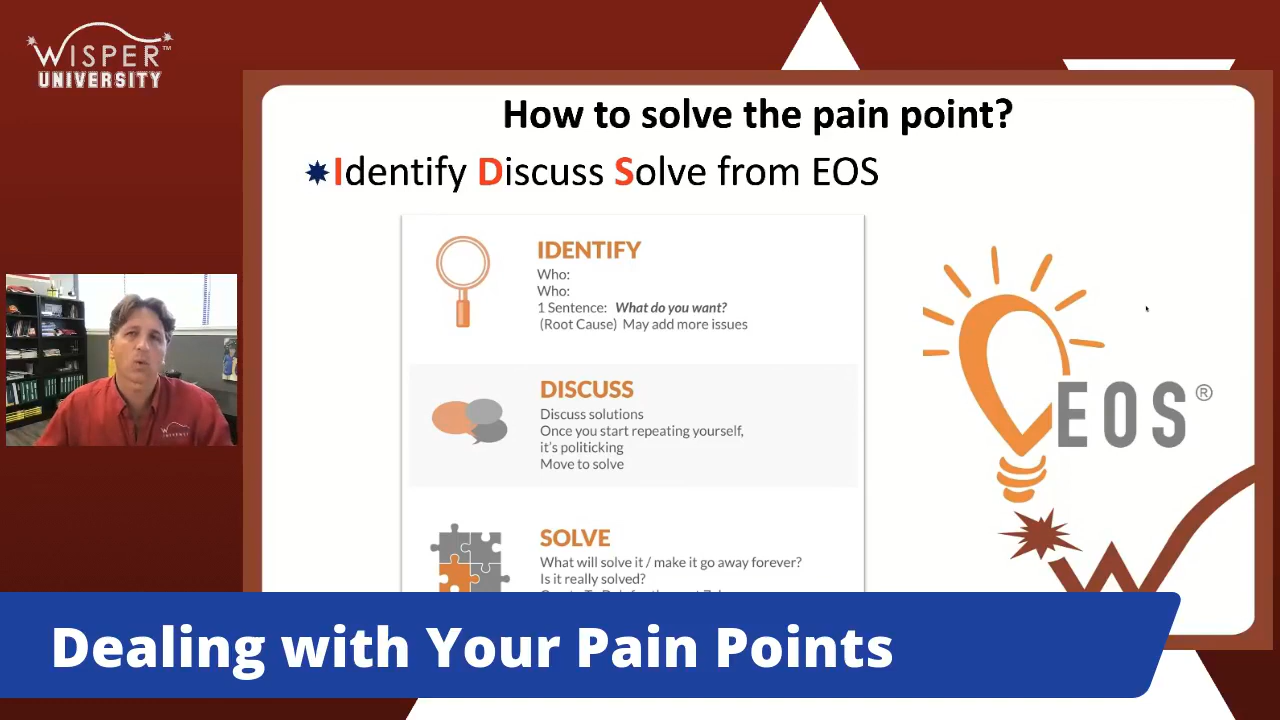 WISPER™
UNIVERSITY
How to solve the pain point?
Identify Discuss Solve from EOS
IDENTIFY
Who:
Who:
1 Sentence: What do you want?
(Root Cause) May add more issues
DISCUSS
Discuss solutions
Once you start repeating yourself,
it's politicking
Move to solve
SOLVE
What will solve it / make it go away forever?
Is it really solved?
EOS®
Dealing with Your Pain Points